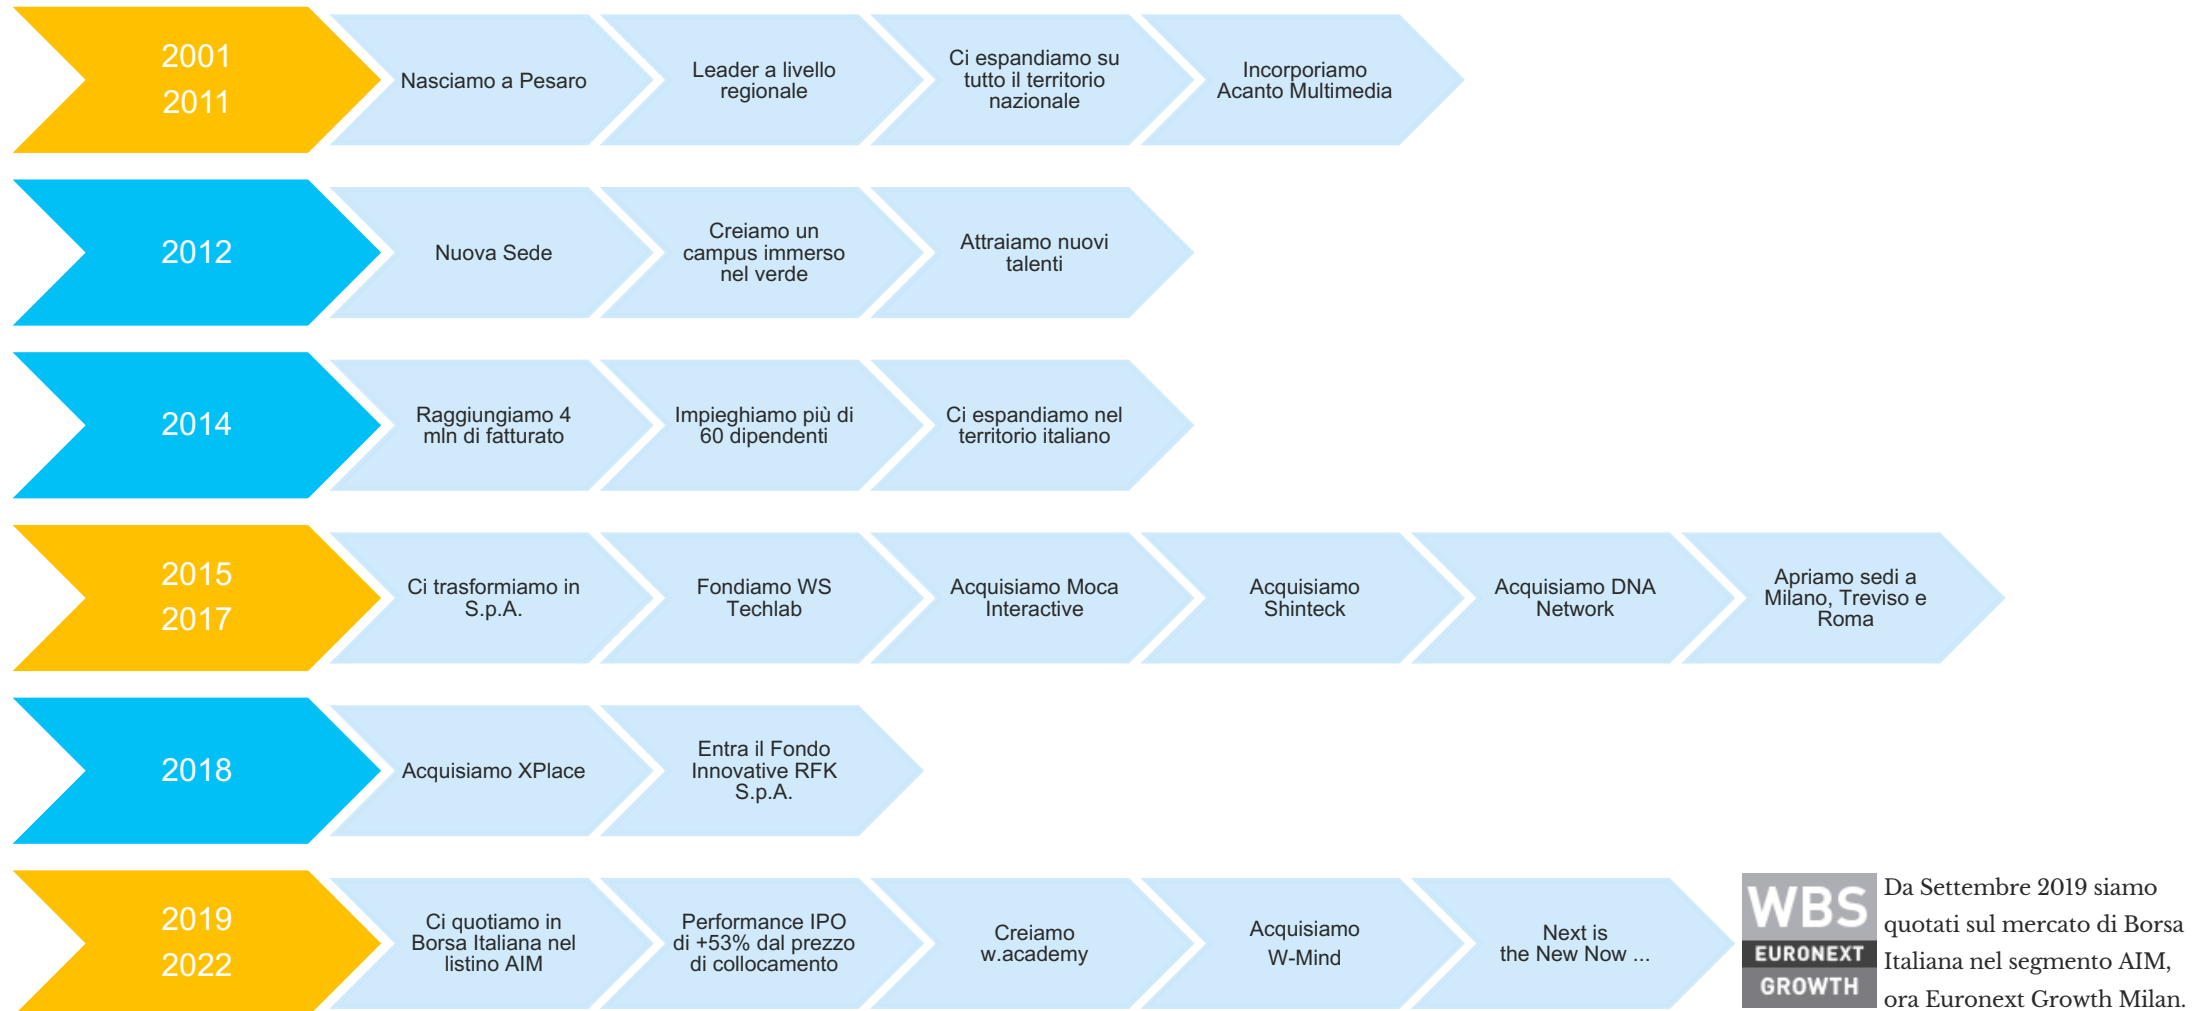 2001
2011
Nasciamo a Pesaro
Leader a livello
regionale
Ci espandiamo su
tutto il territorio
nazionale
Incorporiamo
Acanto Multimedia
2012
Nuova Sede
Creiamo un
campus immerso
nel verde
Attraiamo nuovi
talenti
2014
Raggiungiamo 4
mln di fatturato
Impieghiamo più di
60 dipendenti
Ci espandiamo nel
territorio italiano
2015
2017
Ci trasformiamo in
S.p.A.
Fondiamo WS
Techlab
Acquisiamo Moca
Interactive
Acquisiamo
Shinteck
Acquisiamo DNA
Network
Apriamo sedi a
Milano, Treviso e
Roma
2018
Acquisiamo XPlace
Entra il Fondo
Innovative RFK
S.p.A.
2019
2022
Ci quotiamo in
Borsa Italiana nel
listino AIM
Performance IPO
di +53% dal prezzo
di collocamento
Creiamo
w.academy
Acquisiamo
W-Mind
Next is
the New Now ...
WBS
EURONEXT
GROWTH
Da Settembre 2019 siamo
quotati sul mercato di Borsa
Italiana nel segmento AIM,
ora Euronext Growth Milan.